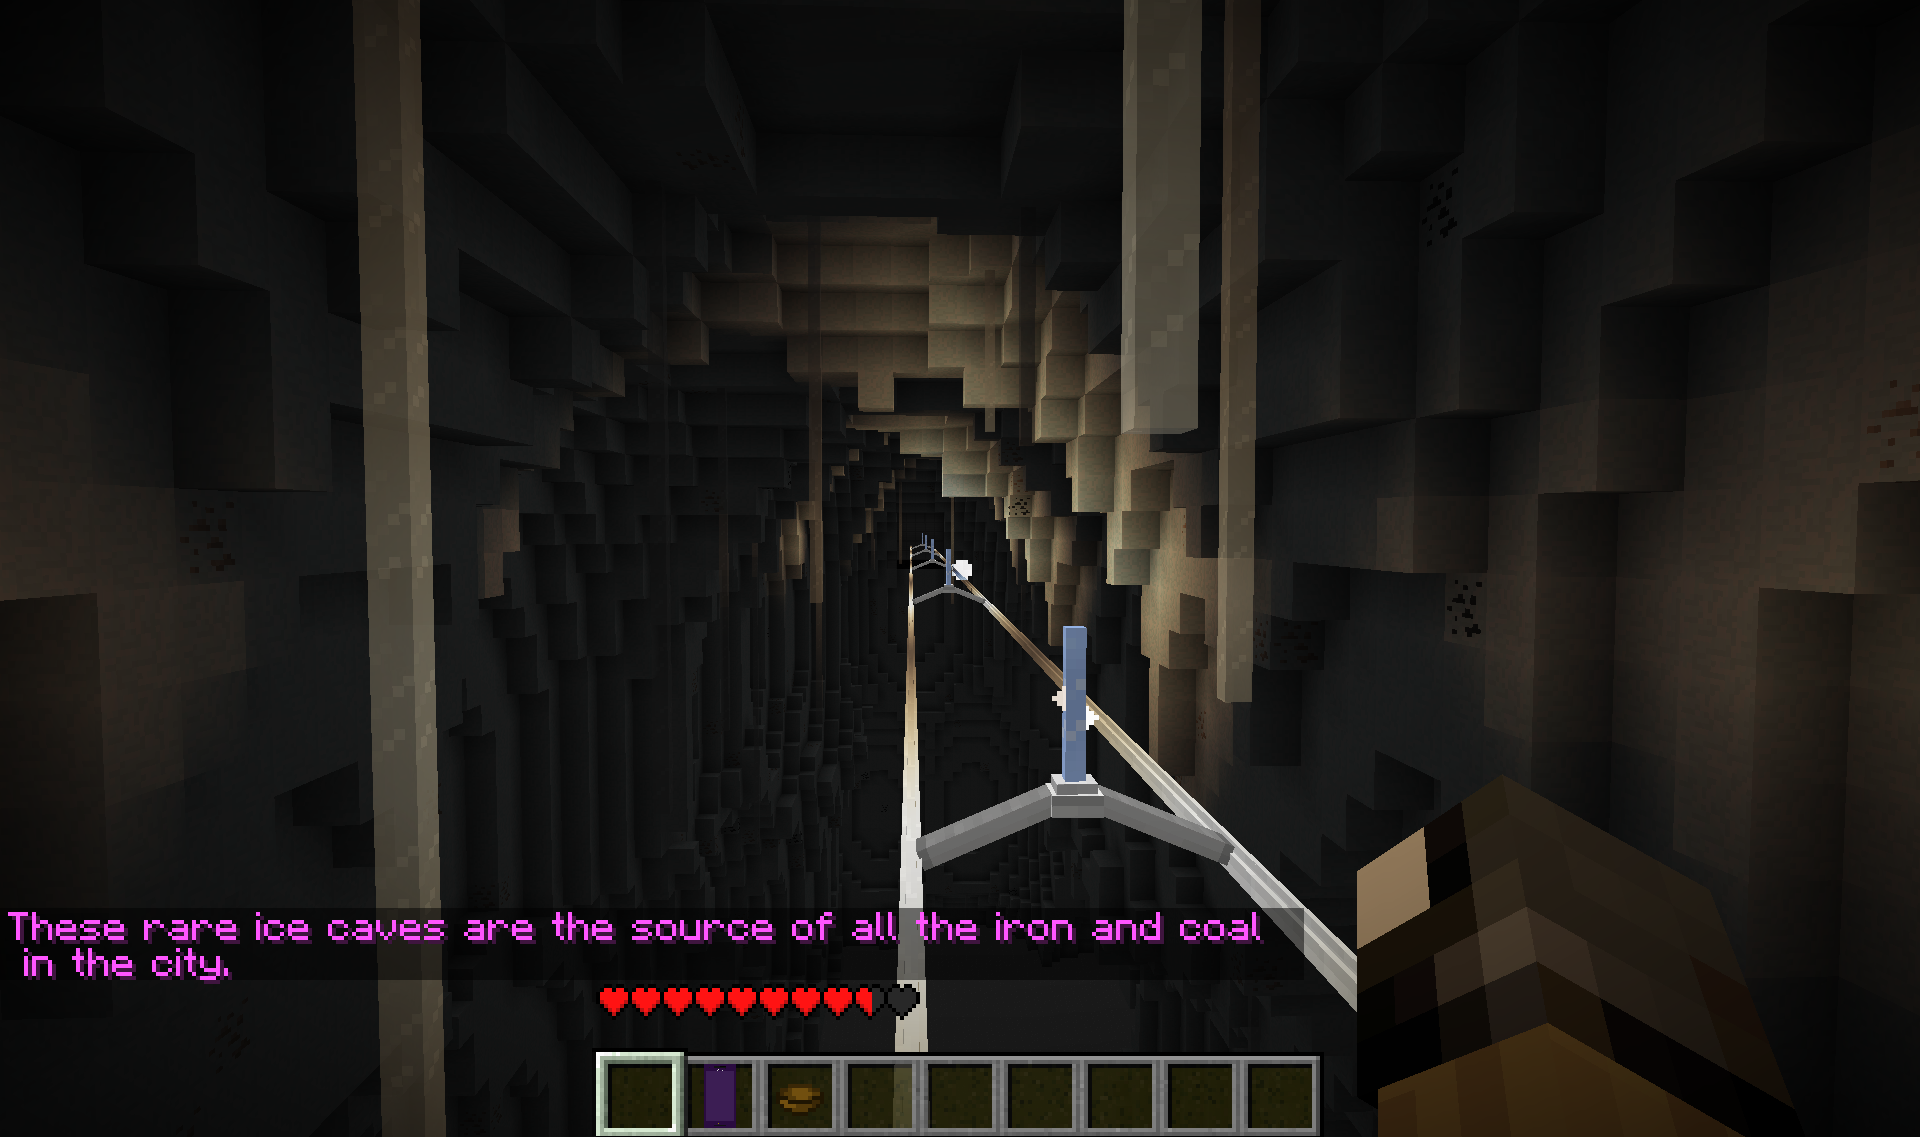 These rare ice caves are the source of all the iron and coal
in the city.